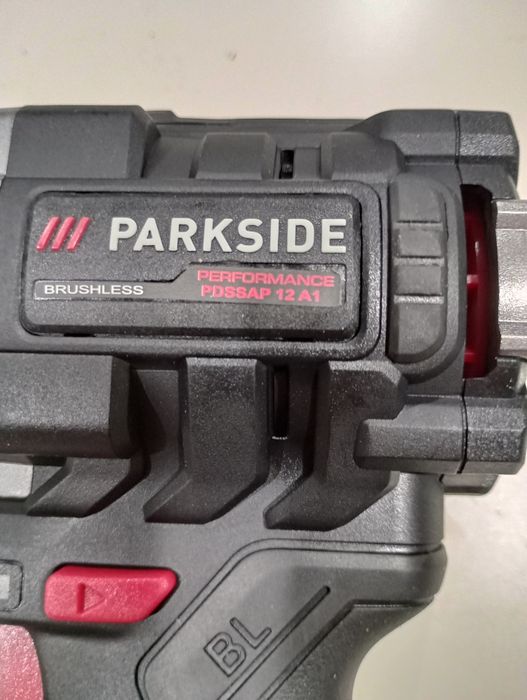 PARKSIDE
PERFORMANCE
BRUSHLESS
PDSSAP 12 A1
BL